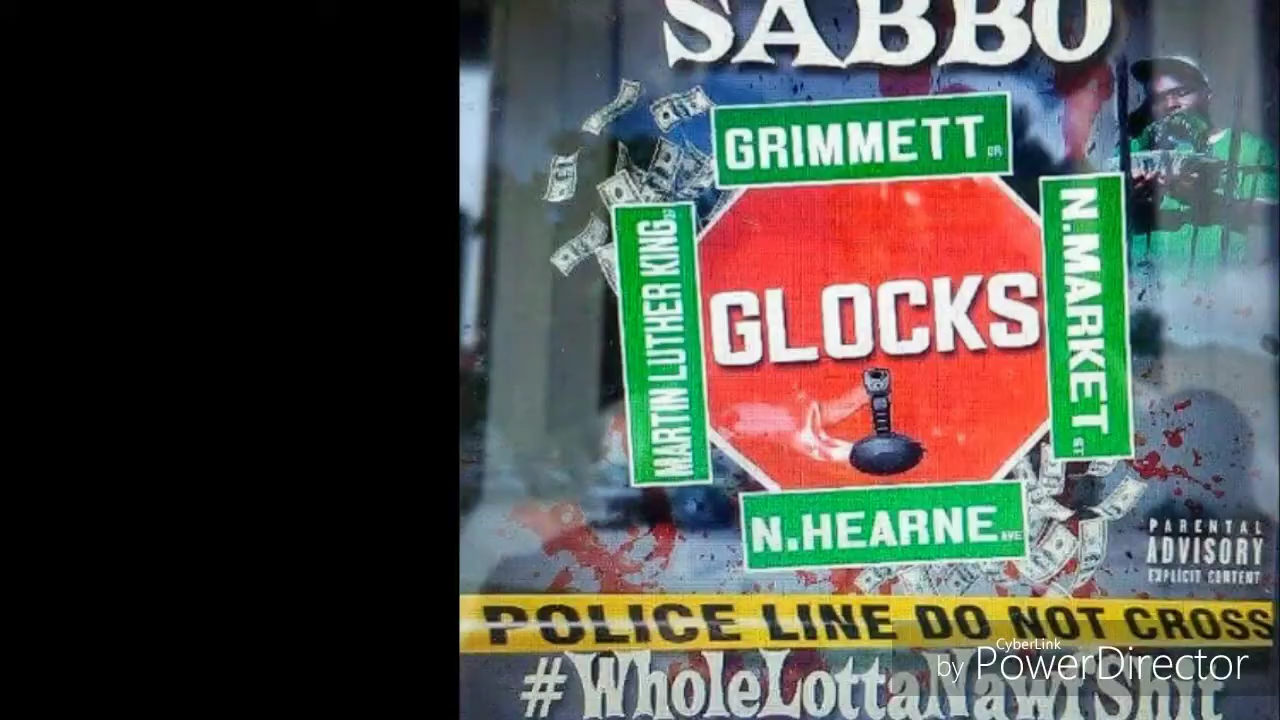 SABBO
GRIMMETT DR
MARTIN LUTHER KING
N.MARKET ST
GLOCKS
N.HEARNE AVE
PARENTAL
ADVISORY
EXPLICIT CONTENT
POLICE LINE DO NOT CROSS
CyberLink
by PowerDirector
#WholeLottaNawfShit